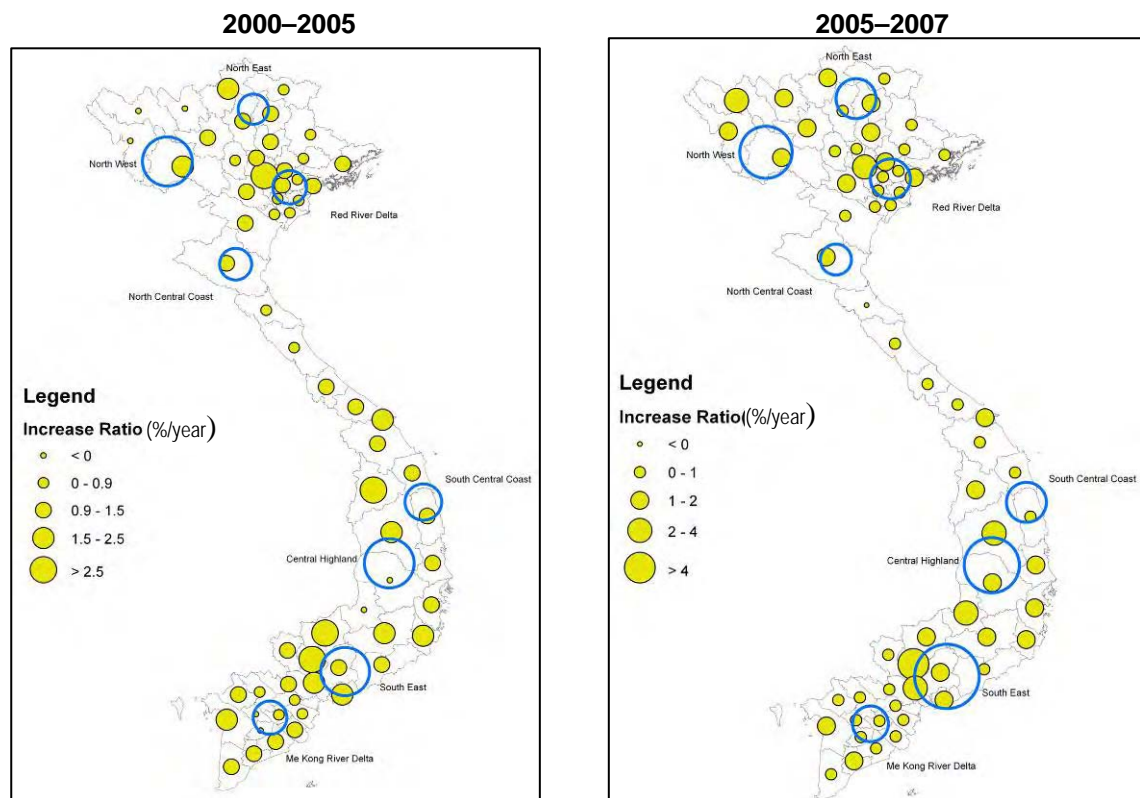 2000–2005
North East
North West
Red River Delta
North Central Coast
Legend
Increase Ratio (%/year)
< 0
0 - 0.9
0.9 - 1.5
1.5 - 2.5
> 2.5
South Central Coast
Central Highland
South East
Me Kong River Delta
2005–2007
North East
North West
Red River Delta
North Central Coast
Legend
Increase Ratio((%/year)
< 0
0 - 1
1 - 2
2 - 4
> 4
South Central Coast
Central Highland
South East
Me Kong River Delta